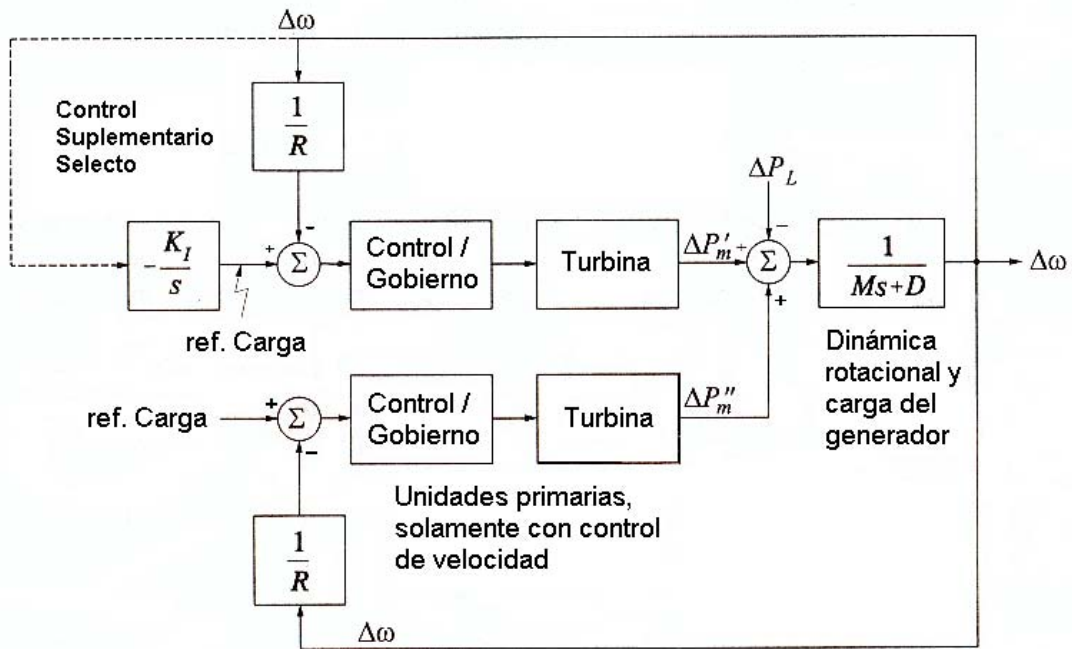 Δω
Control
Suplementario
Selecto
1
R
ΔP_L
-
-
K_I
- —
s
+
Σ
Control /
Gobierno
Turbina
ΔP'_m
+
Σ
+
1
Ms+D
Δω
ref. Carga
Dinámica
rotacional y
carga del
generador
ref. Carga
+
Σ
-
Control /
Gobierno
Turbina
ΔP''_m
Unidades primarias,
solamente con control
de velocidad
1
R
Δω